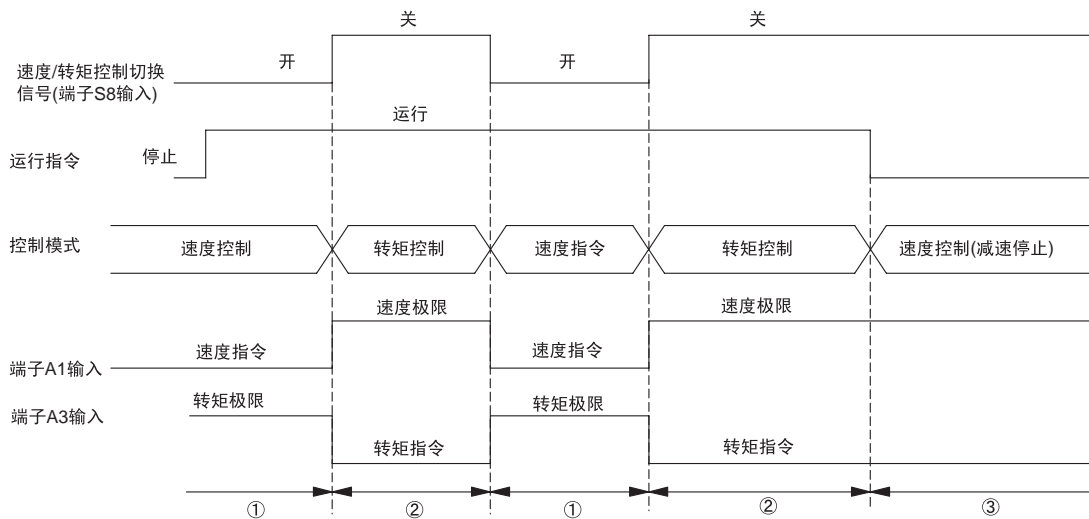 关
关
开
开
速度/转矩控制切换
信号(端子S8输入)
运行
运行指令
停止
控制模式
速度控制
转矩控制
速度指令
转矩控制
速度控制(减速停止)
速度极限
速度极限
端子A1输入
速度指令
速度指令
端子A3输入
转矩极限
转矩极限
转矩指令
转矩指令
①
②
①
②
③